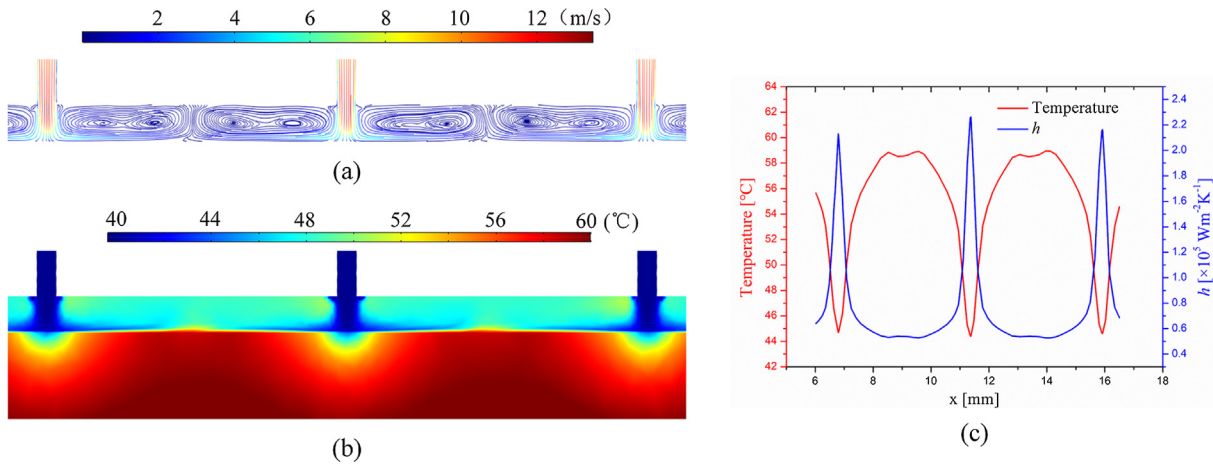 2 4 6 8 10 12 (m/s)
(a)
40 44 48 52 56 60 (℃)
(b)
64
62
60
58
56
54
52
50
48
46
44
42
Temperature [°C]
Temperature
h
2.4
2.2
2.0
1.8
1.6
1.4
1.2
1.0
0.8
0.6
0.4
h [×10⁵ Wm⁻²K⁻¹]
6 8 10 12 14 16 18
x [mm]
(c)